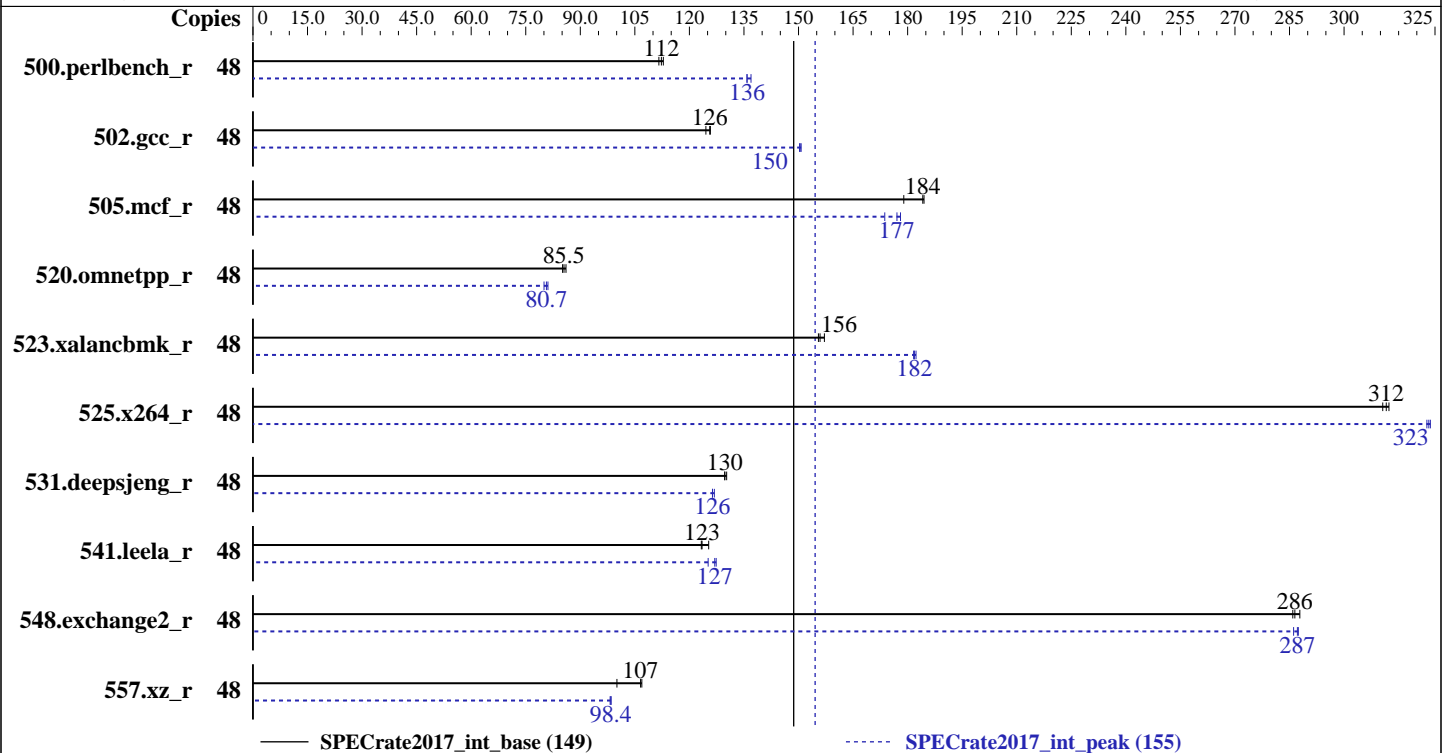 Copies 0 15.0 30.0 45.0 60.0 75.0 90.0 105 120 135 150 165 180 195 210 225 240 255 270 285 300 325
112
500.perlbench_r 48
136
126
502.gcc_r 48
150
184
505.mcf_r 48
177
85.5
520.omnetpp_r 48
80.7
156
523.xalancbmk_r 48
182
312
525.x264_r 48
323
130
531.deepsjeng_r 48
126
123
541.leela_r 48
127
286
548.exchange2_r 48
287
107
557.xz_r 48
98.4
SPECrate2017_int_base (149) SPECrate2017_int_peak (155)